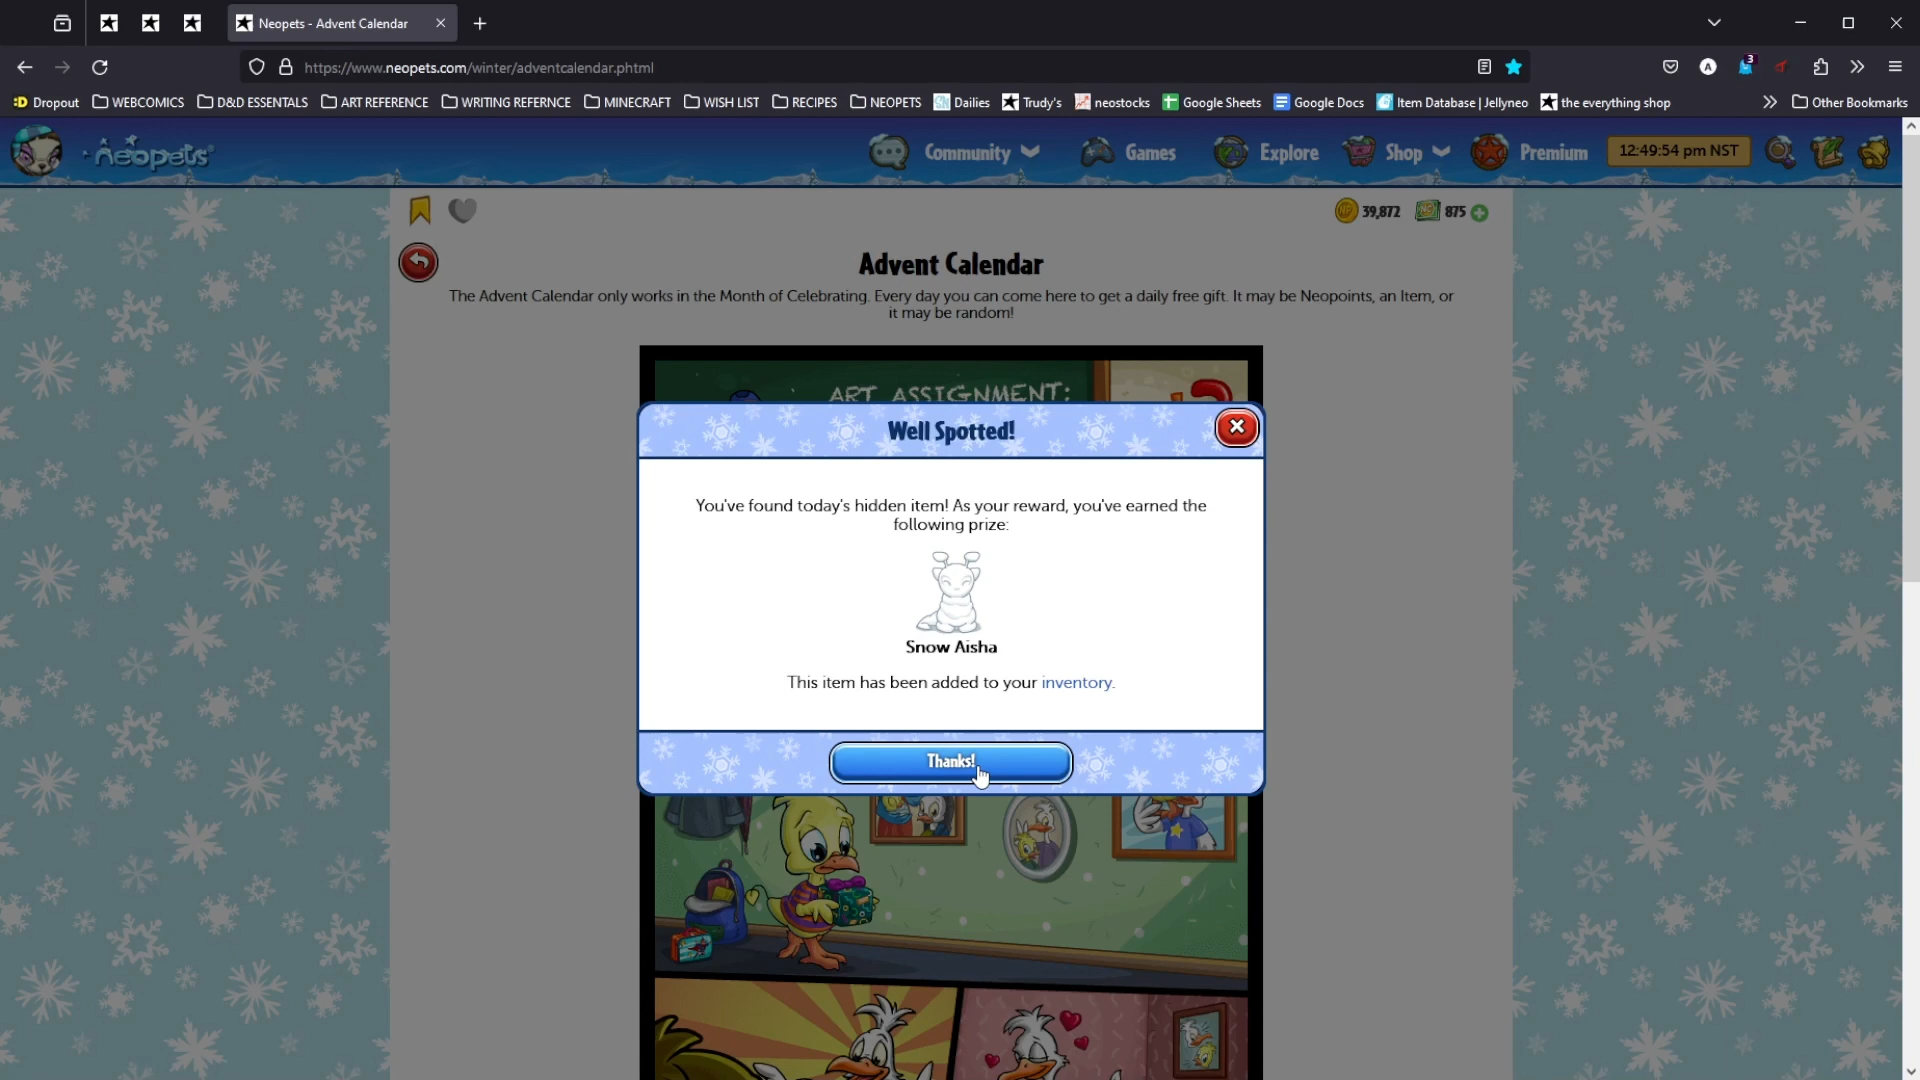 Neopets - Advent Calendar
https://www.neopets.com/winter/adventcalendar.phtml
A
3
Dropout
WEBCOMICS
D&D ESSENTIALS
ART REFERENCE
WRITING REFERNCE
MINECRAFT
WISH LIST
RECIPES
NEOPETS
Dailies
Trudy's
neostocks
Google Sheets
Google Docs
Item Database | Jellyneo
the everything shop
Other Bookmarks
neopets
Community
Games
Explore
Shop
Premium
12:49:54 pm NST
39,872
875
Advent Calendar
The Advent Calendar only works in the Month of Celebrating. Every day you can come here to get a daily free gift. It may be Neopoints, an Item, or
it may be random!
ART ASSIGNMENT:
Well Spotted!
You've found today's hidden item! As your reward, you've earned the
following prize:
Snow Aisha
This item has been added to your inventory.
Thanks!